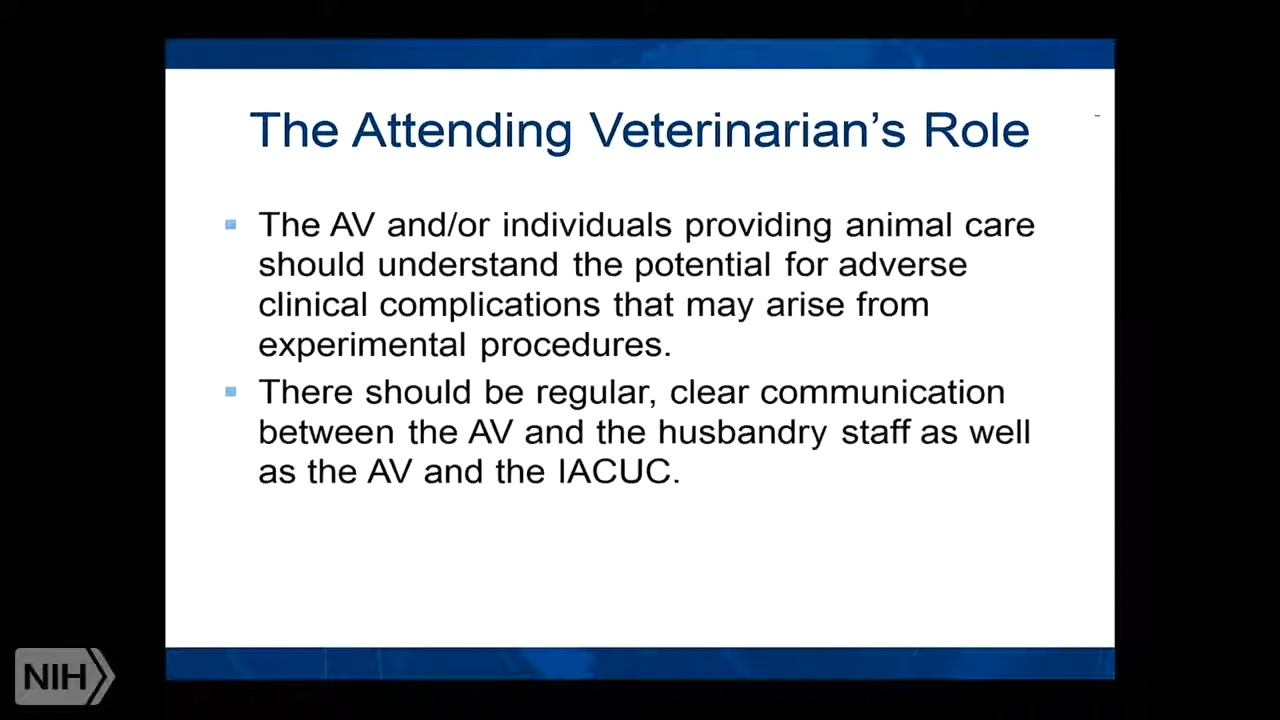 The Attending Veterinarian’s Role
▪ The AV and/or individuals providing animal care
should understand the potential for adverse
clinical complications that may arise from
experimental procedures.
▪ There should be regular, clear communication
between the AV and the husbandry staff as well
as the AV and the IACUC.
NIH